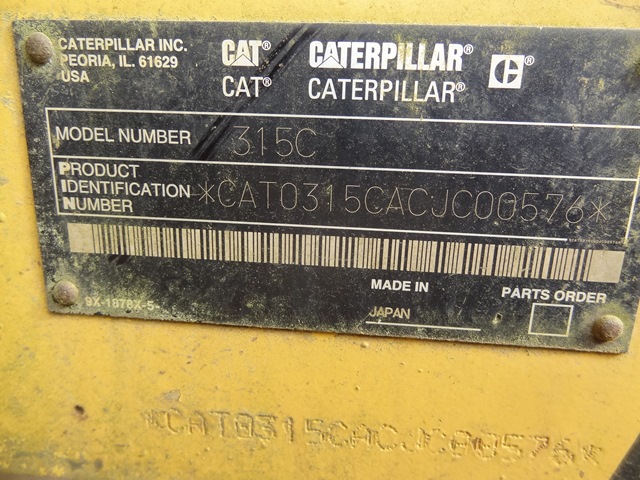 CATERPILLAR INC.
PEORIA, IL. 61629
USA
CAT® CATERPILLAR® C®
CAT® CATERPILLAR®
MODEL NUMBER 315C
PRODUCT
IDENTIFICATION
NUMBER
*CAT0315CACJC00576*
MADE IN
JAPAN
PARTS ORDER
*CAT0315CACJC00576*